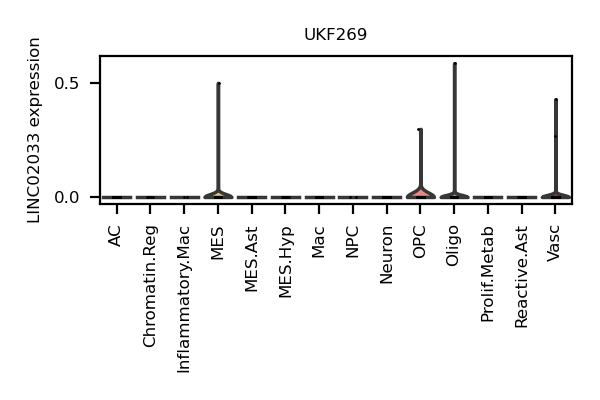 UKF269
LINC02033 expression
0.5
0.0
AC
Chromatin.Reg
Inflammatory.Mac
MES
MES.Ast
MES.Hyp
Mac
NPC
Neuron
OPC
Oligo
Prolif.Metab
Reactive.Ast
Vasc